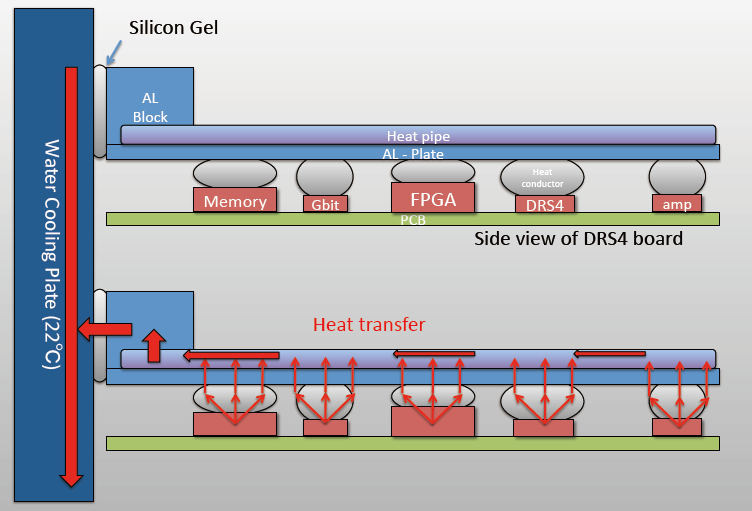 Silicon Gel
AL
Block
Heat pipe
AL - Plate
Heat
conductor
Memory
Gbit
FPGA
DRS4
amp
PCB
Side view of DRS4 board
Water Cooling Plate (22℃)
Heat transfer